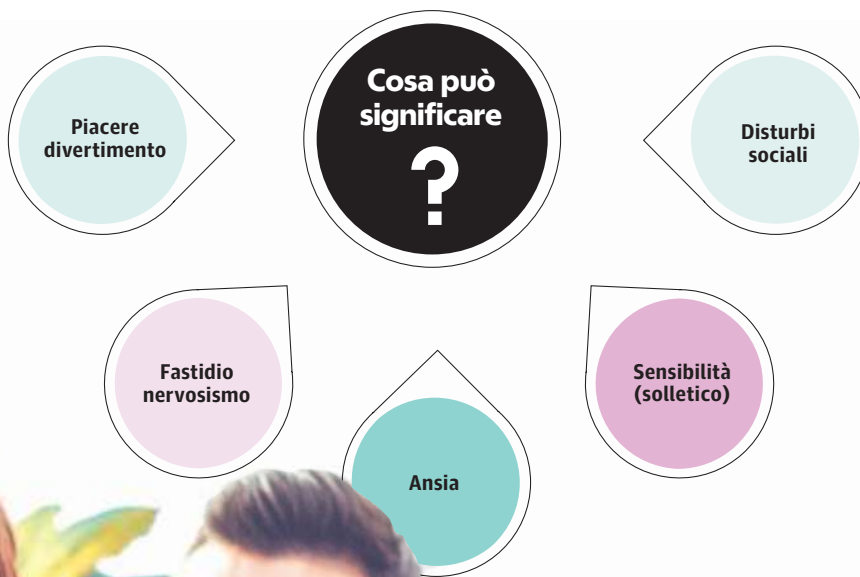 Cosa può
significare
?
Piacere
divertimento
Disturbi
sociali
Fastidio
nervosismo
Sensibilità
(solletico)
Ansia